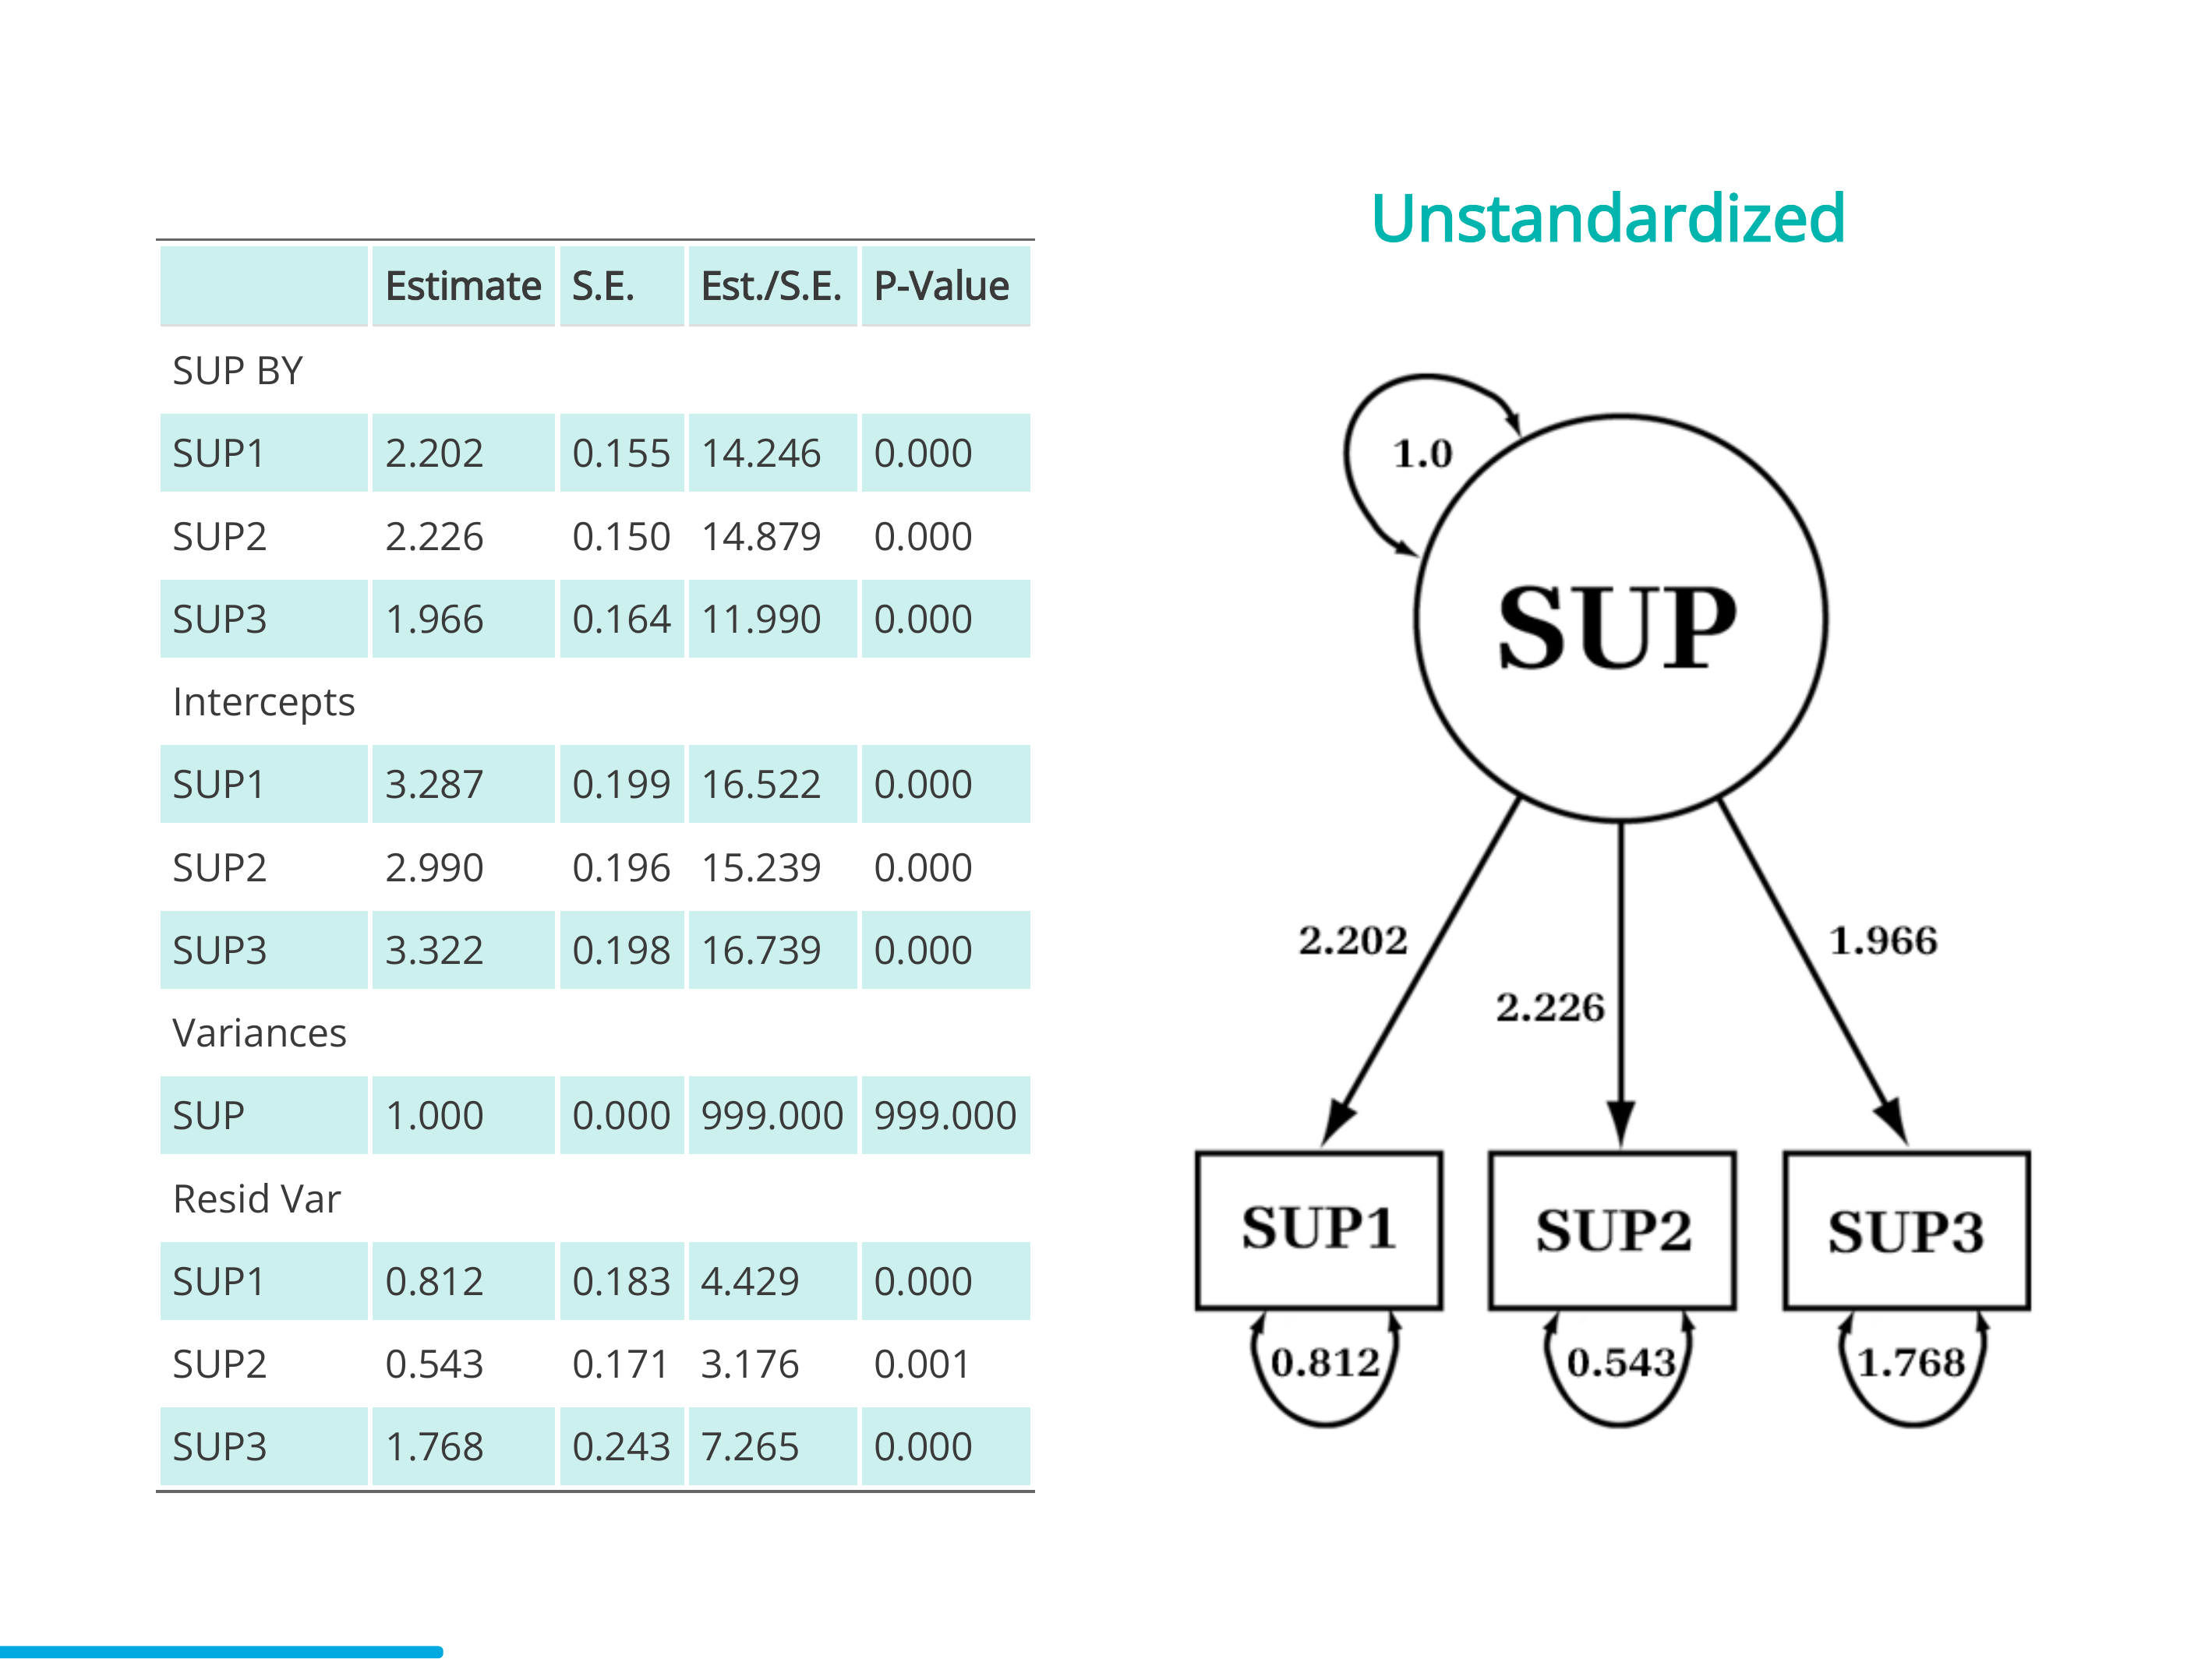 Unstandardized
Estimate S.E. Est./S.E. P-Value
SUP BY
SUP1 2.202 0.155 14.246 0.000
SUP2 2.226 0.150 14.879 0.000
SUP3 1.966 0.164 11.990 0.000
Intercepts
SUP1 3.287 0.199 16.522 0.000
SUP2 2.990 0.196 15.239 0.000
SUP3 3.322 0.198 16.739 0.000
Variances
SUP 1.000 0.000 999.000 999.000
Resid Var
SUP1 0.812 0.183 4.429 0.000
SUP2 0.543 0.171 3.176 0.001
SUP3 1.768 0.243 7.265 0.000
1.0
SUP
2.202
2.226
1.966
SUP1 SUP2 SUP3
0.812 0.543 1.768